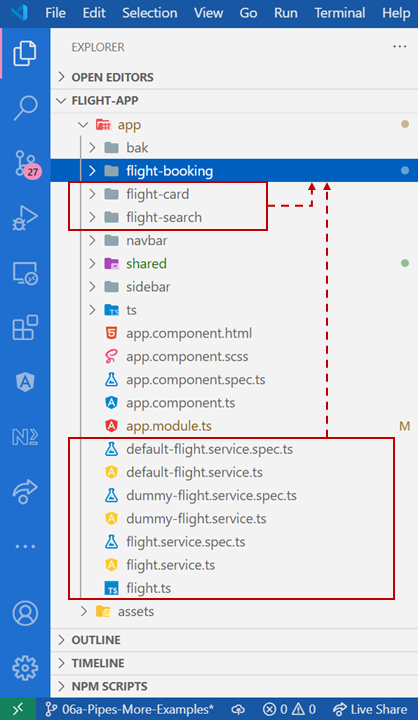 File Edit Selection View Go Run Terminal Help
EXPLORER
OPEN EDITORS
FLIGHT-APP
app
bak
flight-booking
flight-card
flight-search
navbar
shared
sidebar
ts
app.component.html
app.component.scss
app.component.spec.ts
app.component.ts
app.module.ts M
default-flight.service.spec.ts
default-flight.service.ts
dummy-flight.service.spec.ts
dummy-flight.service.ts
flight.service.spec.ts
flight.service.ts
TS flight.ts
assets
OUTLINE
TIMELINE
NPM SCRIPTS
27
06a-Pipes-More-Examples* 0 0 Live Share